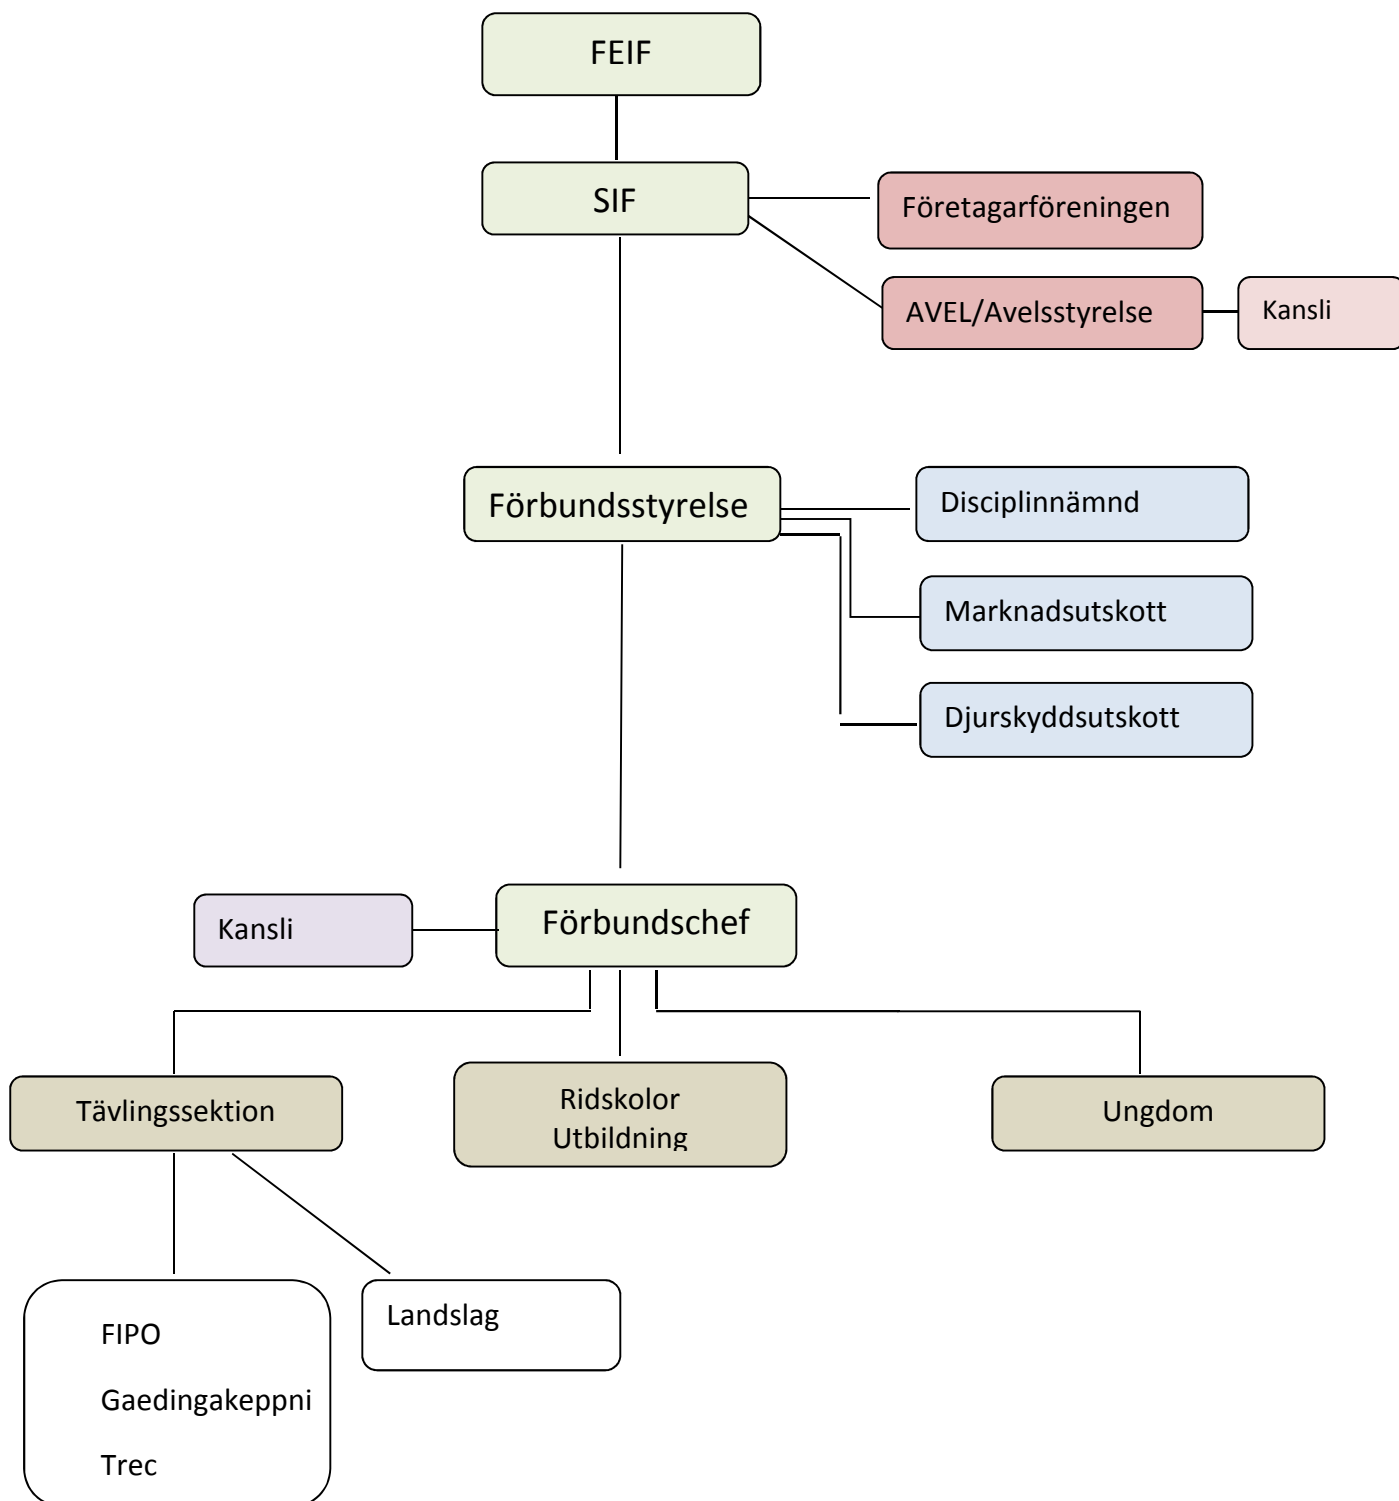 FEIF
SIF
Företagarföreningen
AVEL/Avelsstyrelse
Kansli
Förbundsstyrelse
Disciplinnämnd
Marknadsutskott
Djurskyddsutskott
Kansli
Förbundschef
Tävlingssektion
Ridskolor
Utbildning
Ungdom
FIPO
Gaedingakeppni
Trec
Landslag